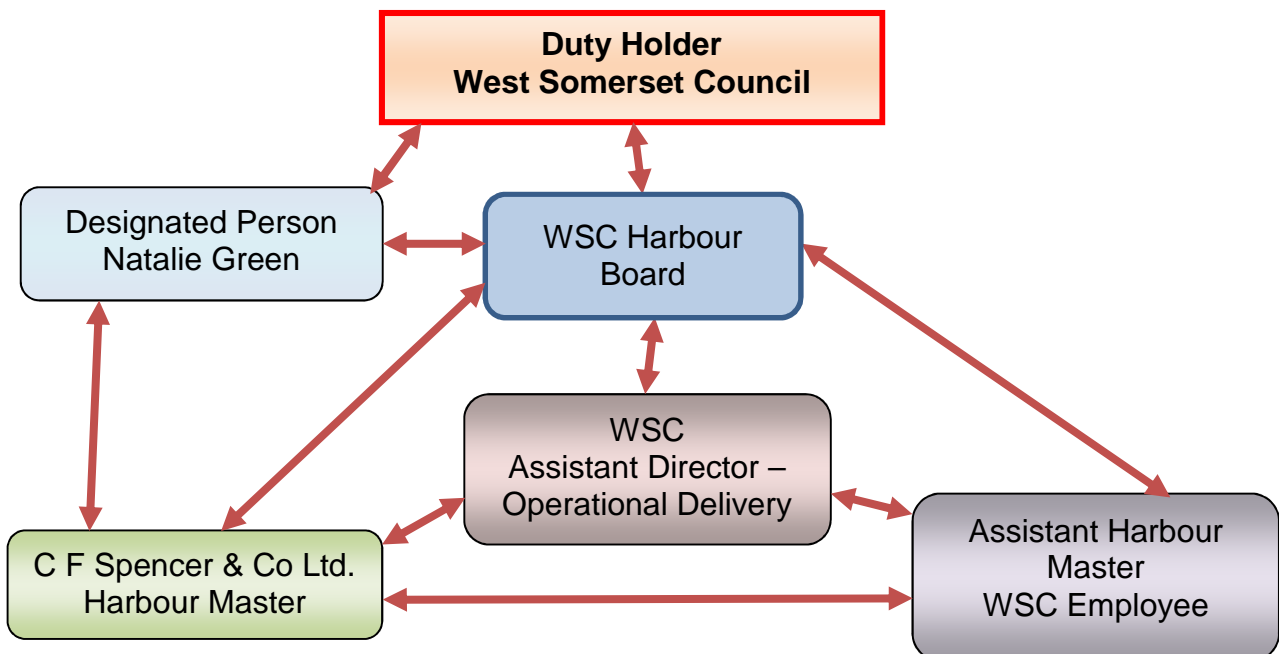 Duty Holder
West Somerset Council
Designated Person
Natalie Green
WSC Harbour
Board
WSC
Assistant Director –
Operational Delivery
C F Spencer & Co Ltd.
Harbour Master
Assistant Harbour
Master
WSC Employee